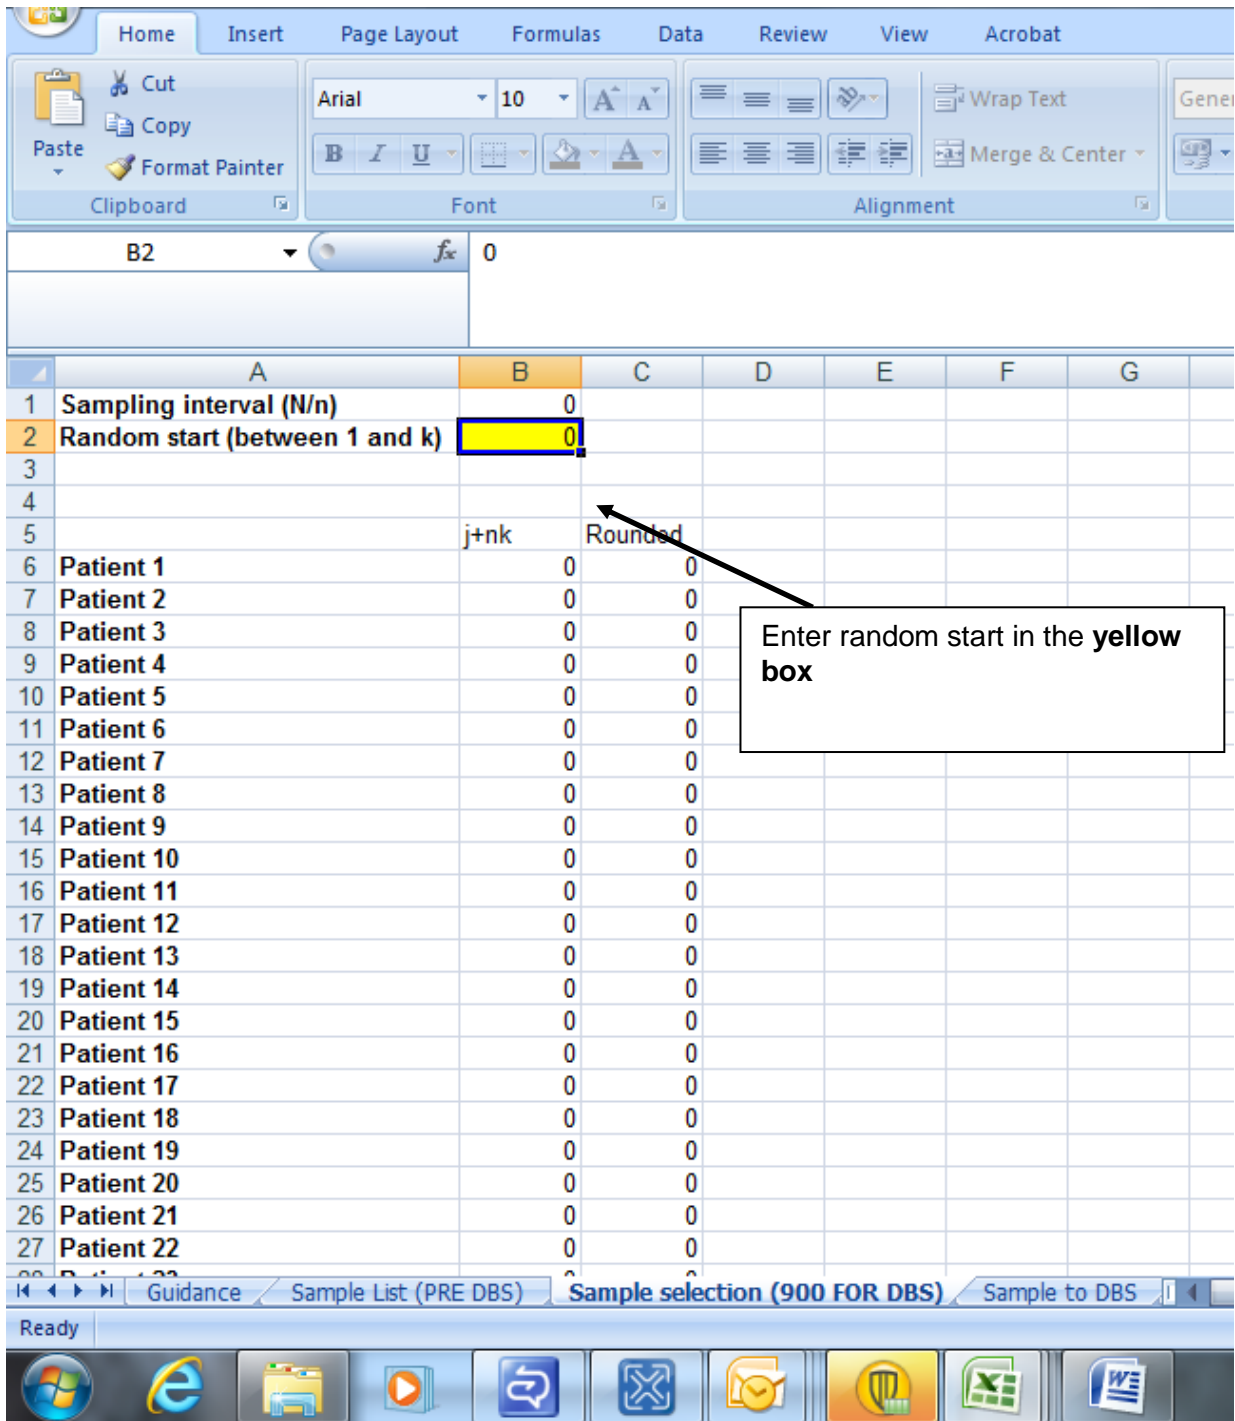 Home Insert Page Layout Formulas Data Review View Acrobat
Cut
Copy
Format Painter
Paste
Arial 10 A A
B I U A
Wrap Text
Merge & Center
Gener
Clipboard Font Alignment
B2 fx 0
A B C D E F G
1 Sampling interval (N/n) 0
2 Random start (between 1 and k) 0
3
4
5 j+nk Rounded
6 Patient 1 0 0
7 Patient 2 0 0
8 Patient 3 0 0
9 Patient 4 0 0
10 Patient 5 0 0
11 Patient 6 0 0
12 Patient 7 0 0
13 Patient 8 0 0
14 Patient 9 0 0
15 Patient 10 0 0
16 Patient 11 0 0
17 Patient 12 0 0
18 Patient 13 0 0
19 Patient 14 0 0
20 Patient 15 0 0
21 Patient 16 0 0
22 Patient 17 0 0
23 Patient 18 0 0
24 Patient 19 0 0
25 Patient 20 0 0
26 Patient 21 0 0
27 Patient 22 0 0
Enter random start in the yellow
box
Guidance Sample List (PRE DBS) Sample selection (900 FOR DBS) Sample to DBS
Ready